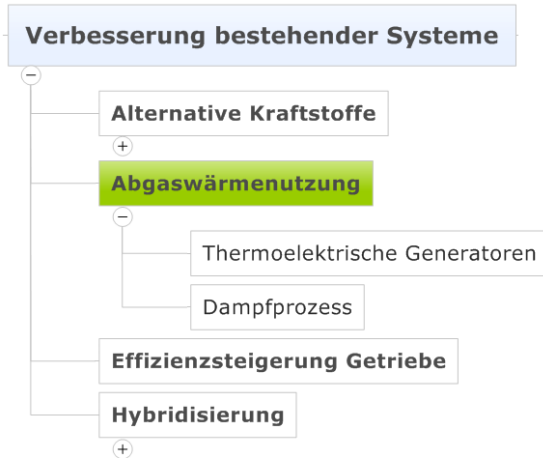 Verbesserung bestehender Systeme
Alternative Kraftstoffe
Abgaswärmenutzung
Thermoelektrische Generatoren
Dampfprozess
Effizienzsteigerung Getriebe
Hybridisierung